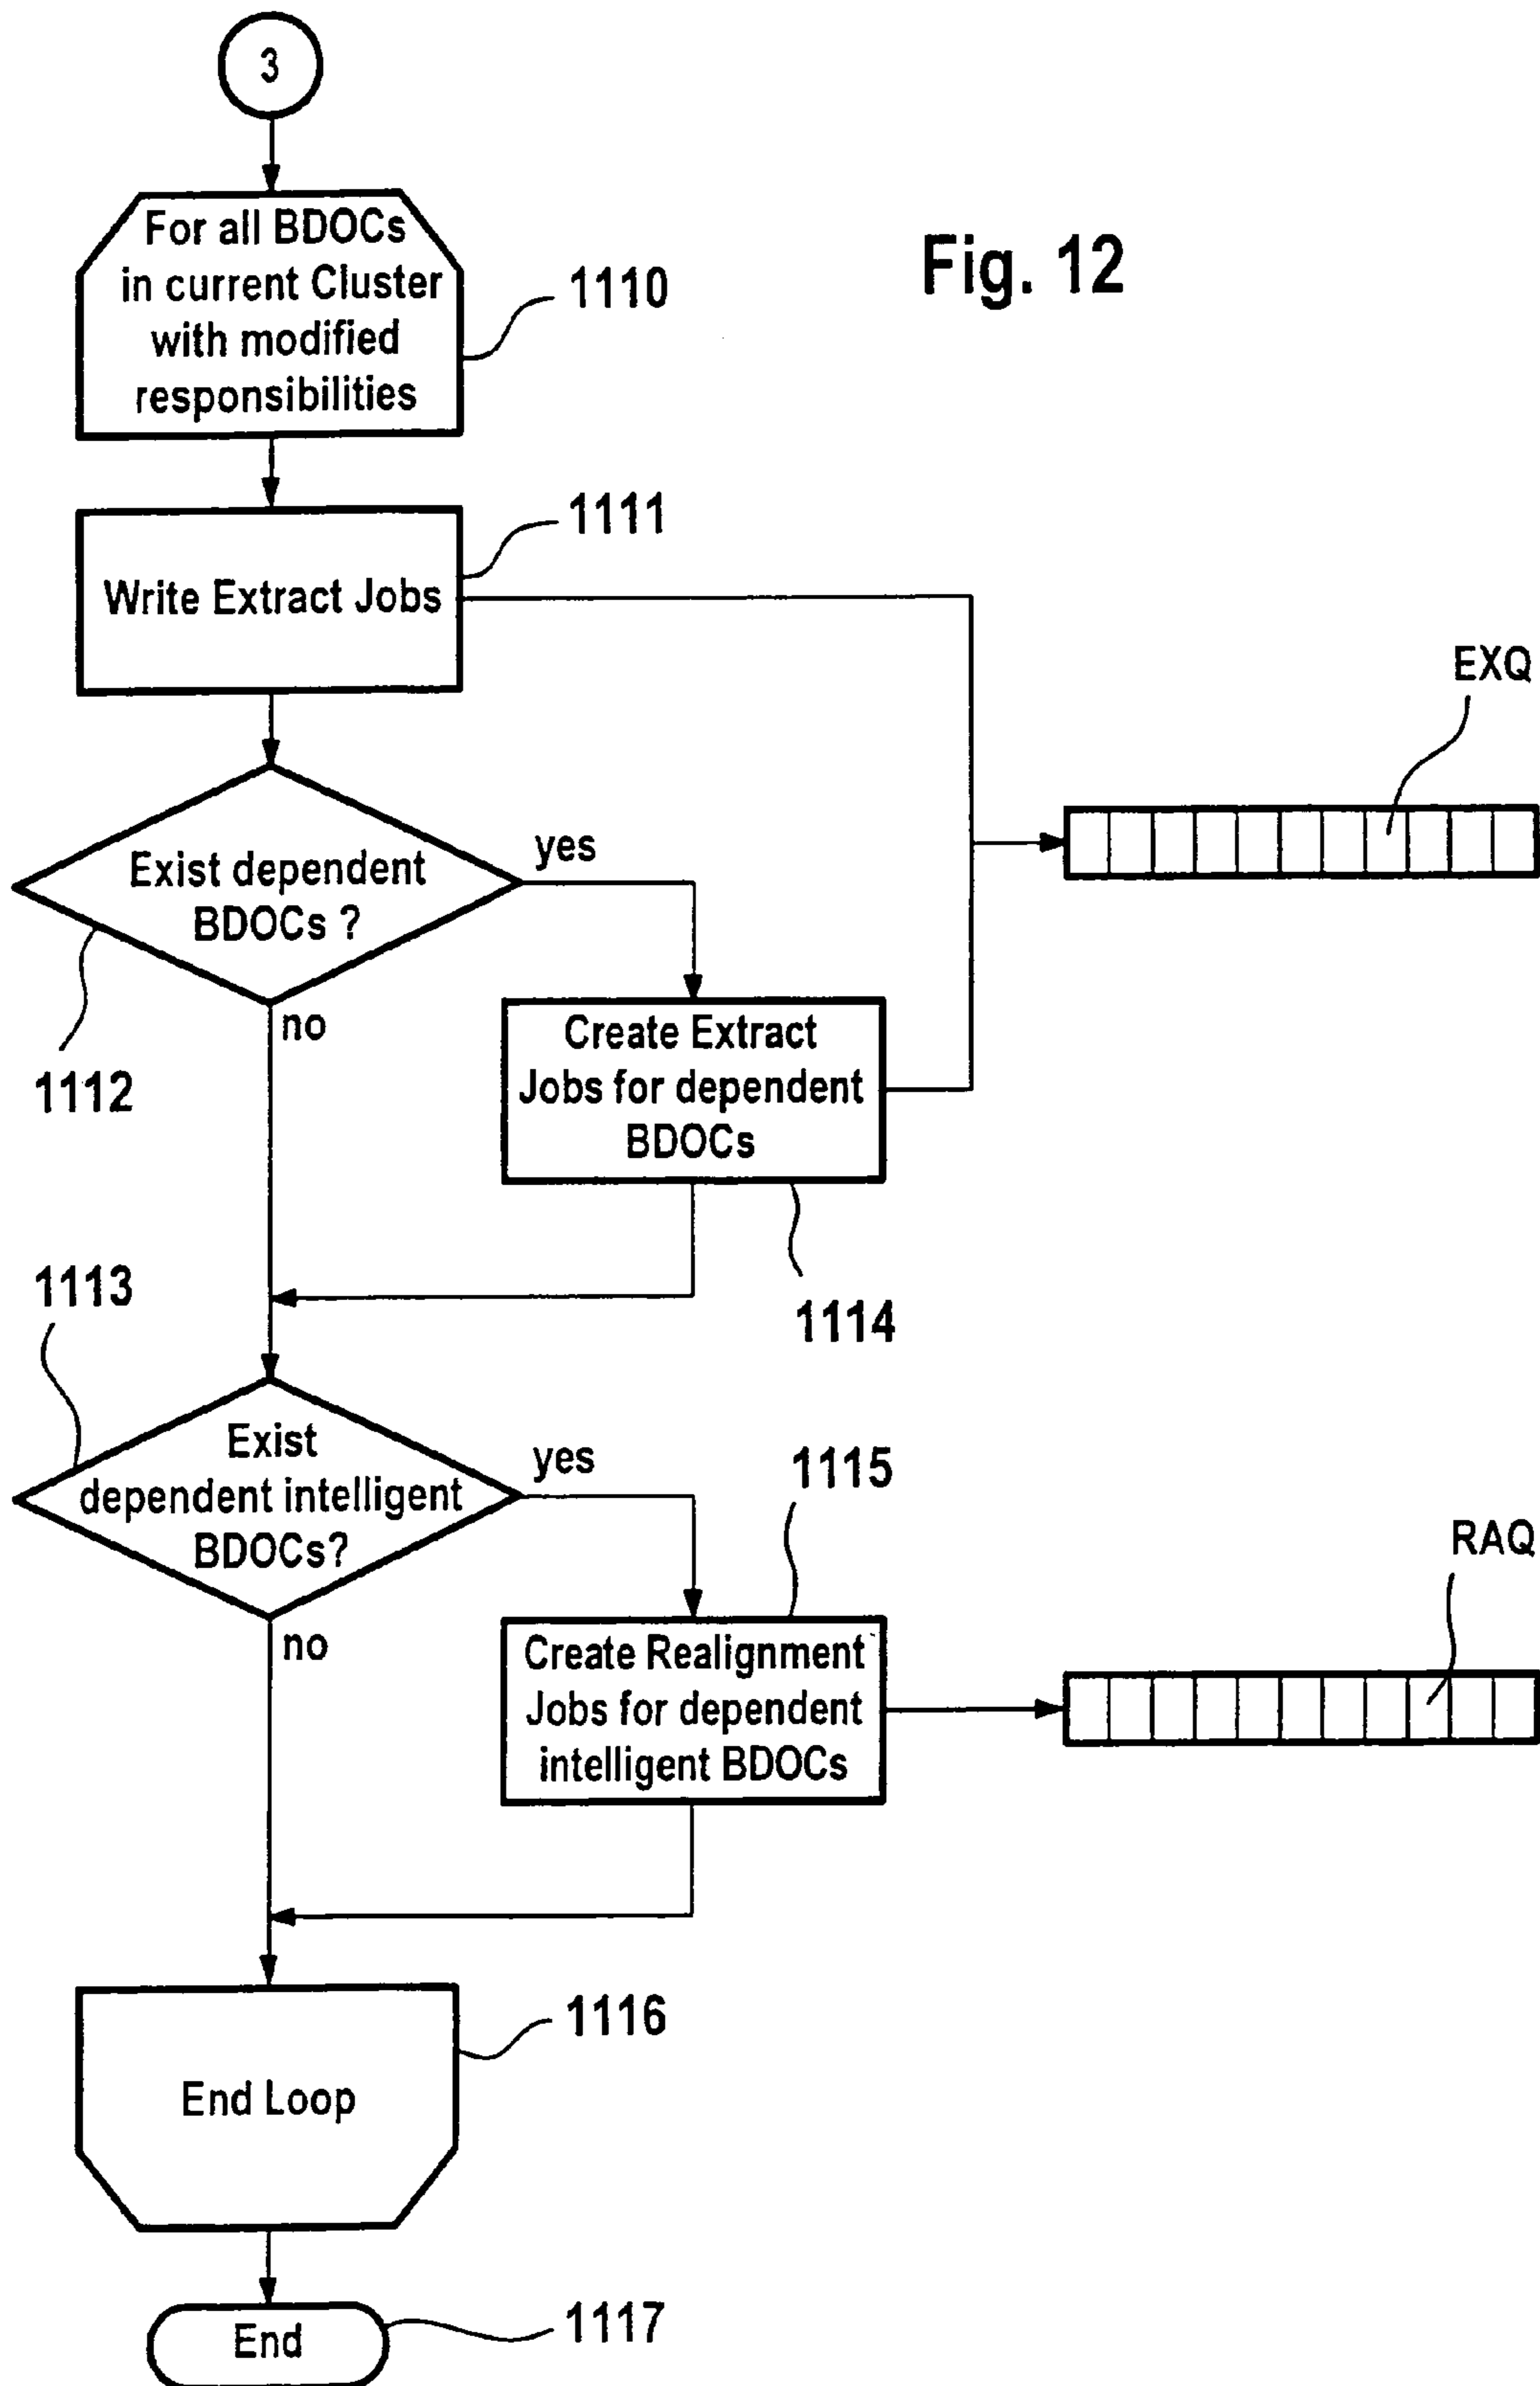 3
For all BDOCs
in current Cluster
with modified
responsibilities
1110
Fig. 12
1111
Write Extract Jobs
EXQ
Exist dependent
BDOCs ?
yes
no
1112
Create Extract
Jobs for dependent
BDOCs
1114
1113
Exist
dependent intelligent
BDOCs?
yes
no
1115
RAQ
Create Realignment
Jobs for dependent
intelligent BDOCs
1116
End Loop
End
1117